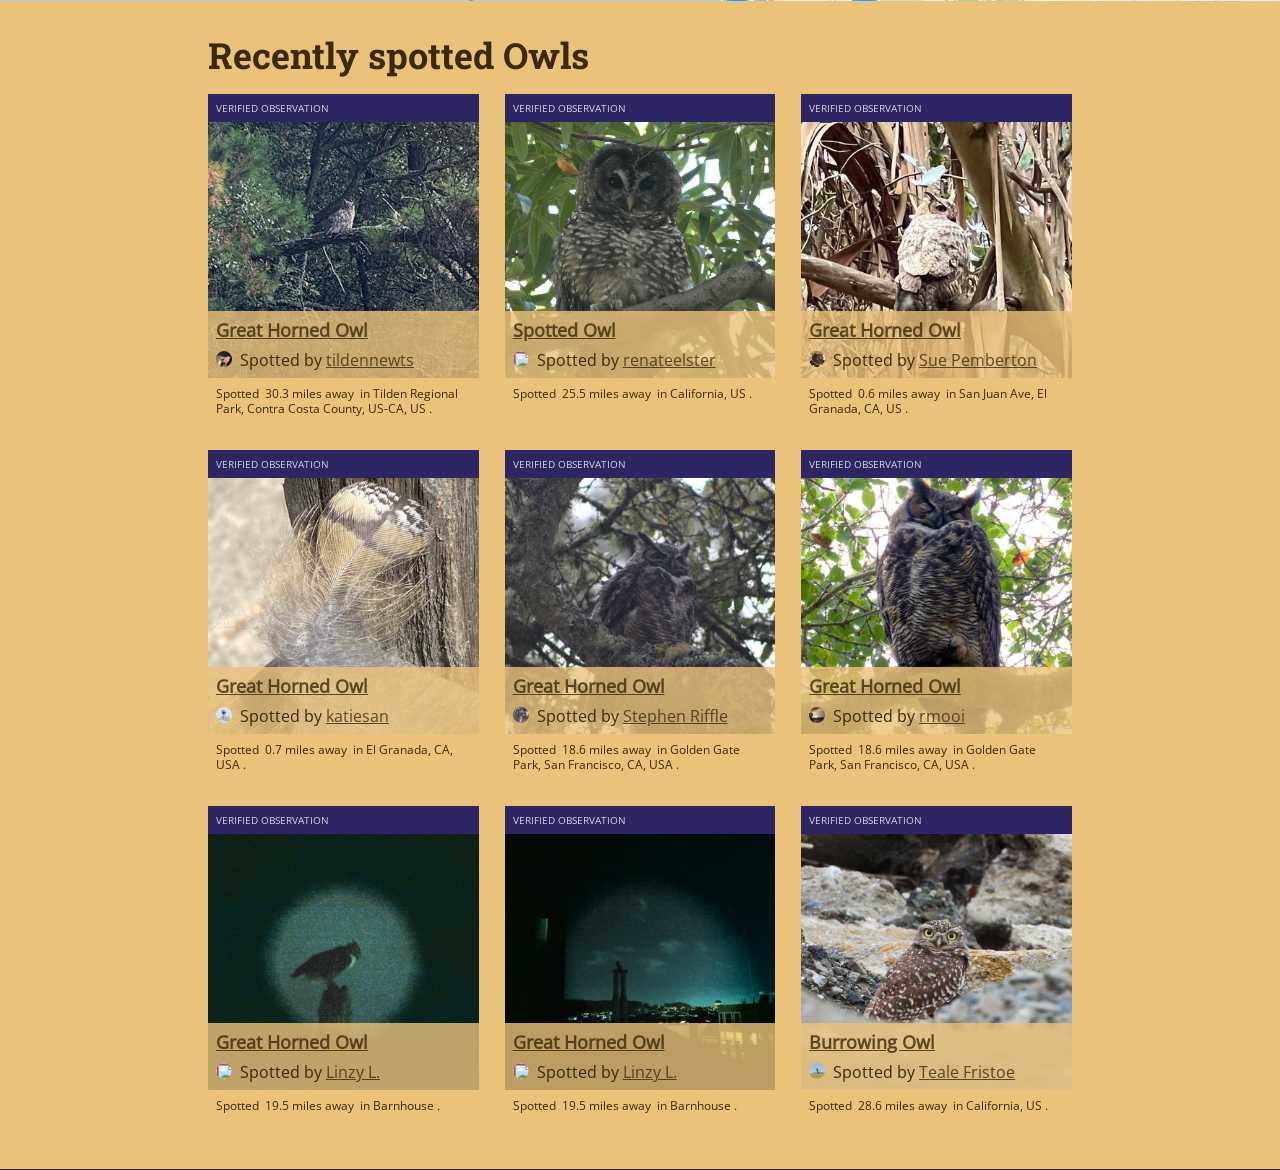 Recently spotted Owls
VERIFIED OBSERVATION
Great Horned Owl
Spotted by tildennewts
Spotted 30.3 miles away in Tilden Regional
Park, Contra Costa County, US-CA, US .
VERIFIED OBSERVATION
Spotted Owl
Spotted by renateelster
Spotted 25.5 miles away in California, US .
VERIFIED OBSERVATION
Great Horned Owl
Spotted by Sue Pemberton
Spotted 0.6 miles away in San Juan Ave, El
Granada, CA, US .
VERIFIED OBSERVATION
Great Horned Owl
Spotted by katiesan
Spotted 0.7 miles away in El Granada, CA,
USA .
VERIFIED OBSERVATION
Great Horned Owl
Spotted by Stephen Riffle
Spotted 18.6 miles away in Golden Gate
Park, San Francisco, CA, USA .
VERIFIED OBSERVATION
Great Horned Owl
Spotted by rmooi
Spotted 18.6 miles away in Golden Gate
Park, San Francisco, CA, USA .
VERIFIED OBSERVATION
Great Horned Owl
Spotted by Linzy L.
Spotted 19.5 miles away in Barnhouse .
VERIFIED OBSERVATION
Great Horned Owl
Spotted by Linzy L.
Spotted 19.5 miles away in Barnhouse .
VERIFIED OBSERVATION
Burrowing Owl
Spotted by Teale Fristoe
Spotted 28.6 miles away in California, US .